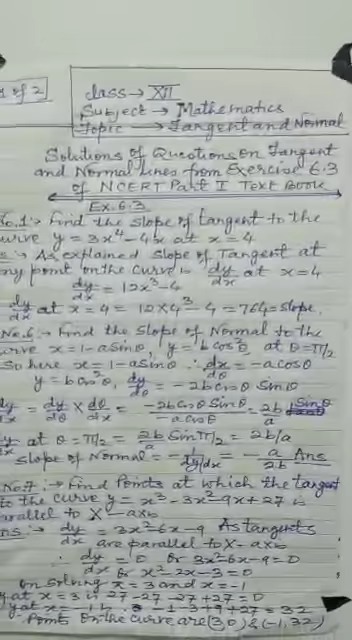 of 2
Class → XII
Subject → Mathematics
Topic → Tangent and Normal
Solutions of Questions on Tangent
and Normal lines from Exercise 6.3
of NCERT Part I Text Book
Ex. 6.3
No.1:- Find the slope of tangent to the
curve y = 3x⁴ - 4x at x = 4
:- As explained slope of Tangent at
any point on the curve = dy/dx at x = 4
dy/dx = 12x³ - 4
dy/dx at x = 4 = 12×4³ - 4 = 764 = slope.
No.6:- Find the slope of Normal to the
curve x = 1 - a sinθ, y = b cos²θ at θ = π/2
So here x = 1 - a sinθ ∴ dx/dθ = -a cosθ
y = b cos²θ, dy/dθ = -2b cosθ sinθ
dy/dx = dy/dθ × dθ/dx = -2b cosθ sinθ / -a cosθ = 2b/a sinθ
dy/dx at θ = π/2 = 2b/a sin π/2 = 2b/a
slope of Normal = -1/dy/dx = -a/2b Ans
No.7:- Find Points at which the tangent
to the curve y = x³ - 3x² - 9x + 27 is
parallel to X-axis
Ans:- dy/dx = 3x² - 6x - 9 As tangents
are parallel to X-axis
∴ dy/dx = 0 or 3x² - 6x - 9 = 0
or x² - 2x - 3 = 0
on solving x = 3 and x = -1
y at x = 3 is 27 - 27 - 27 + 27 = 0
y at x = -1 is -1 - 3 + 9 + 27 = 32
Points on the curve are (3,0) & (-1,32)